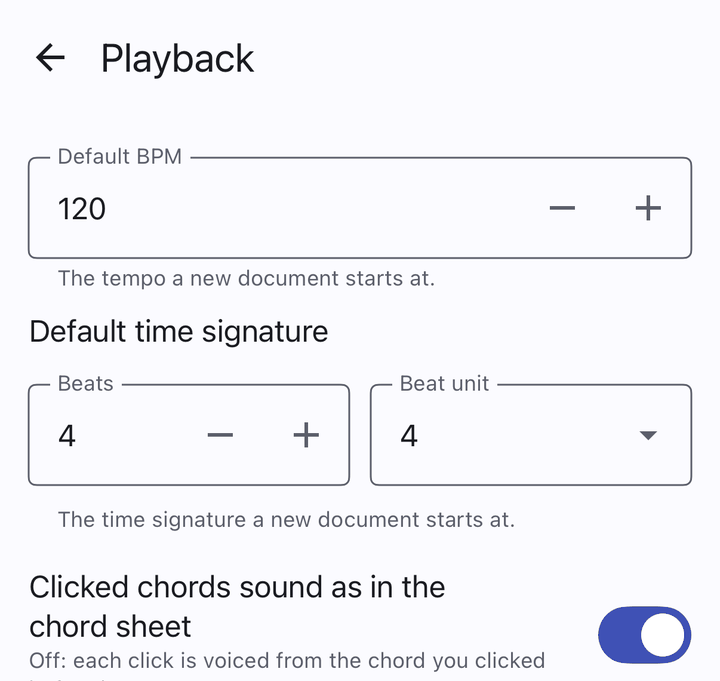 Playback
Default BPM
120
The tempo a new document starts at.
Default time signature
Beats
Beat unit
4
4
The time signature a new document starts at.
Clicked chords sound as in the
chord sheet
Off: each click is voiced from the chord you clicked